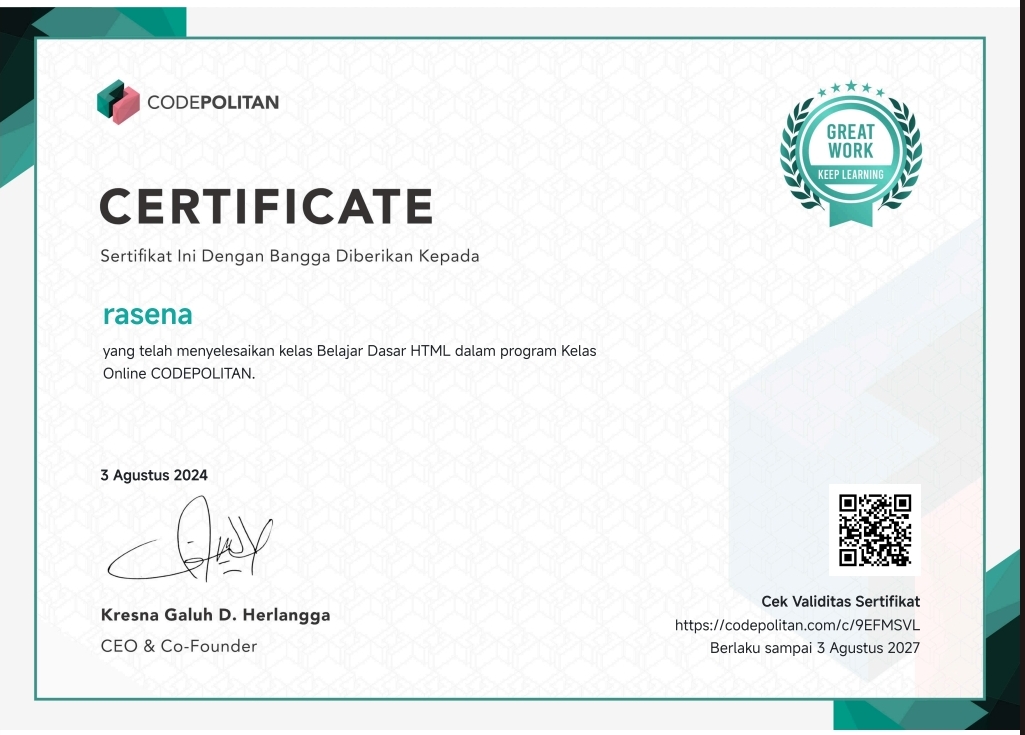 CODEPOLITAN
GREAT
WORK
KEEP LEARNING
CERTIFICATE
Sertifikat Ini Dengan Bangga Diberikan Kepada
rasena
yang telah menyelesaikan kelas Belajar Dasar HTML dalam program Kelas
Online CODEPOLITAN.
3 Agustus 2024
Kresna Galuh D. Herlangga
CEO & Co-Founder
Cek Validitas Sertifikat
https://codepolitan.com/c/9EFMSVL
Berlaku sampai 3 Agustus 2027